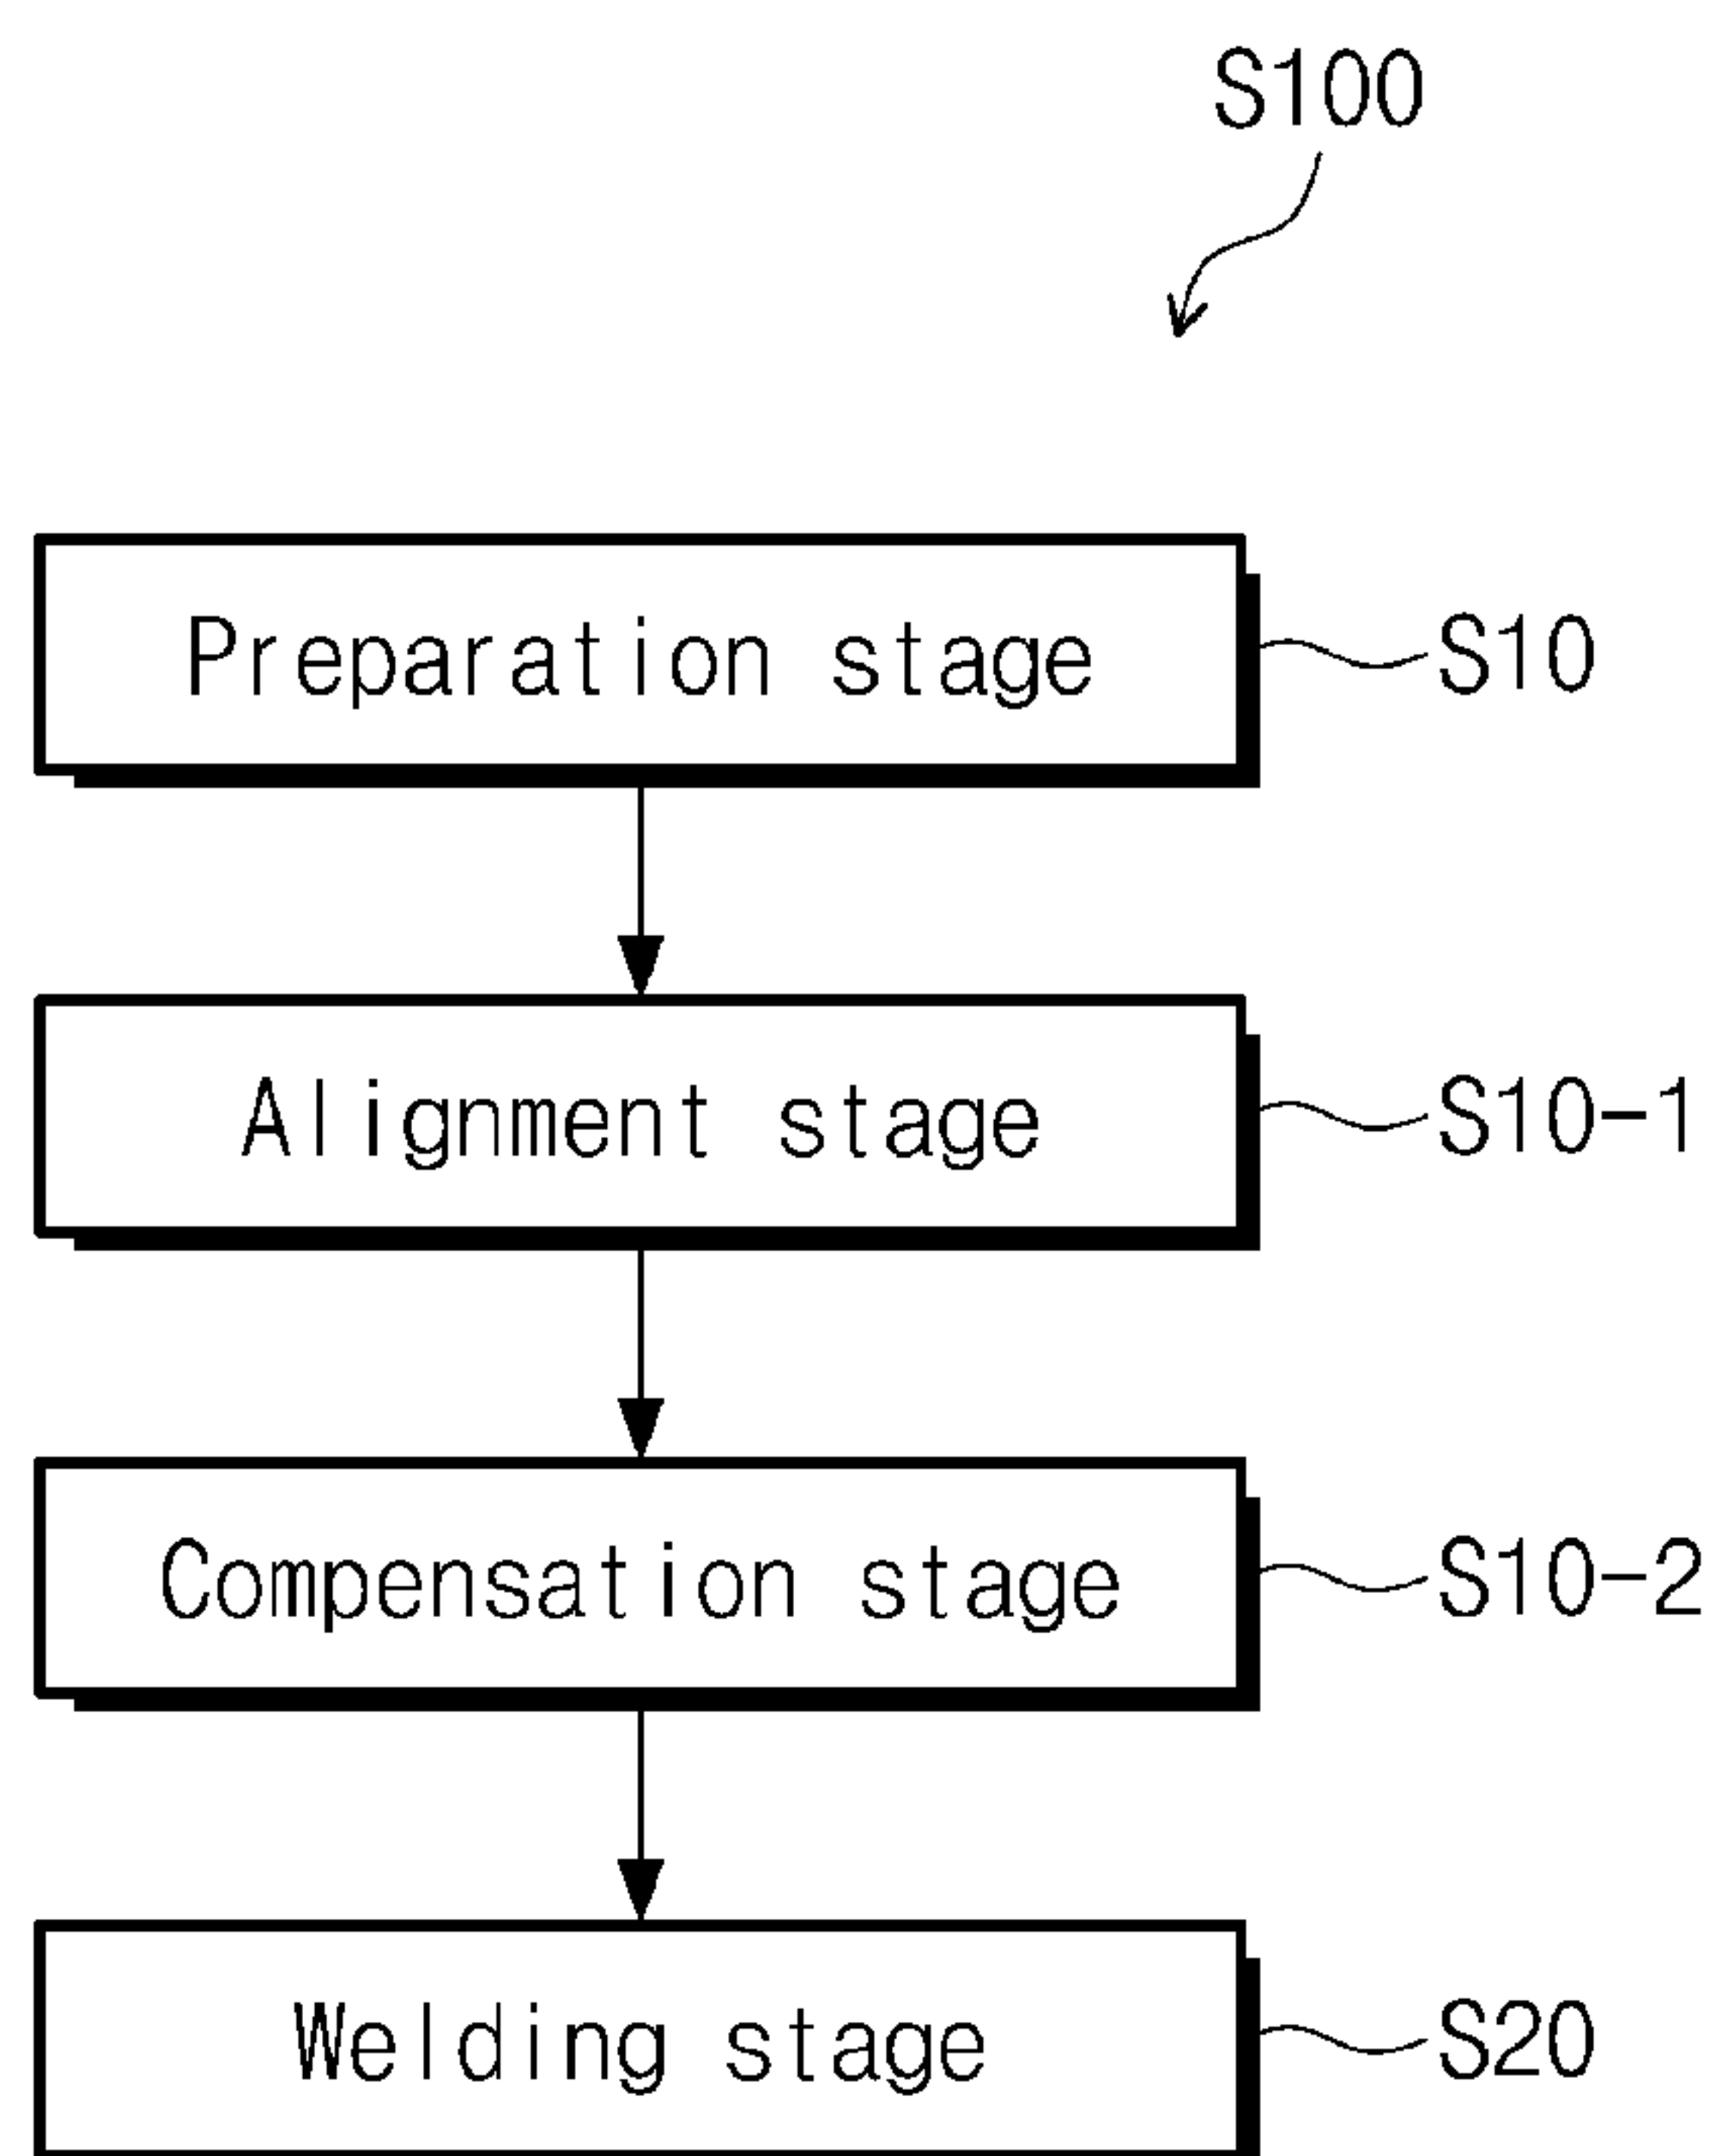 S100
Preparation stage S10
Alignment stage S10-1
Compensation stage S10-2
Welding stage S20